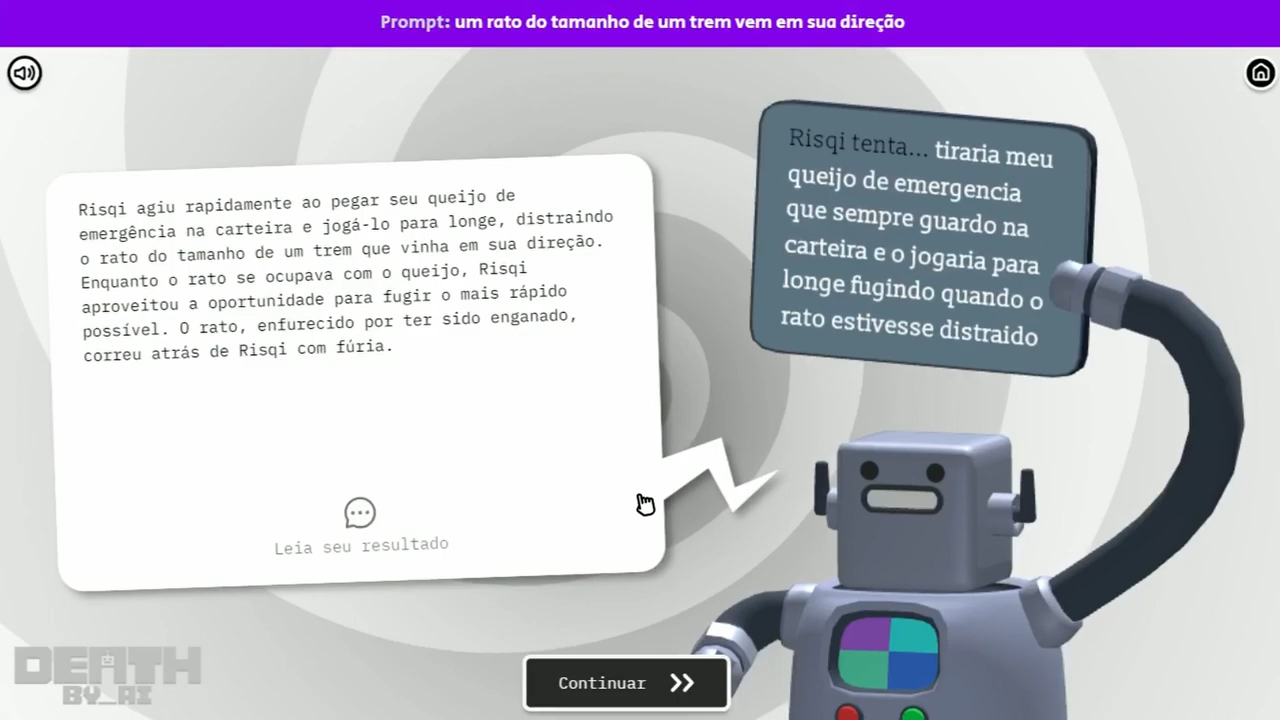 Prompt: um rato do tamanho de um trem vem em sua direção
Risqi agiu rapidamente ao pegar seu queijo de
emergência na carteira e jogá-lo para longe, distraindo
o rato do tamanho de um trem que vinha em sua direção.
Enquanto o rato se ocupava com o queijo, Risqi
aproveitou a oportunidade para fugir o mais rápido
possível. O rato, enfurecido por ter sido enganado,
correu atrás de Risqi com fúria.
Leia seu resultado
Risqi tenta... tiraria meu
queijo de emergencia
que sempre guardo na
carteira e o jogaria para
longe fugindo quando o
rato estivesse distraido
DEATH
BY_AI
Continuar